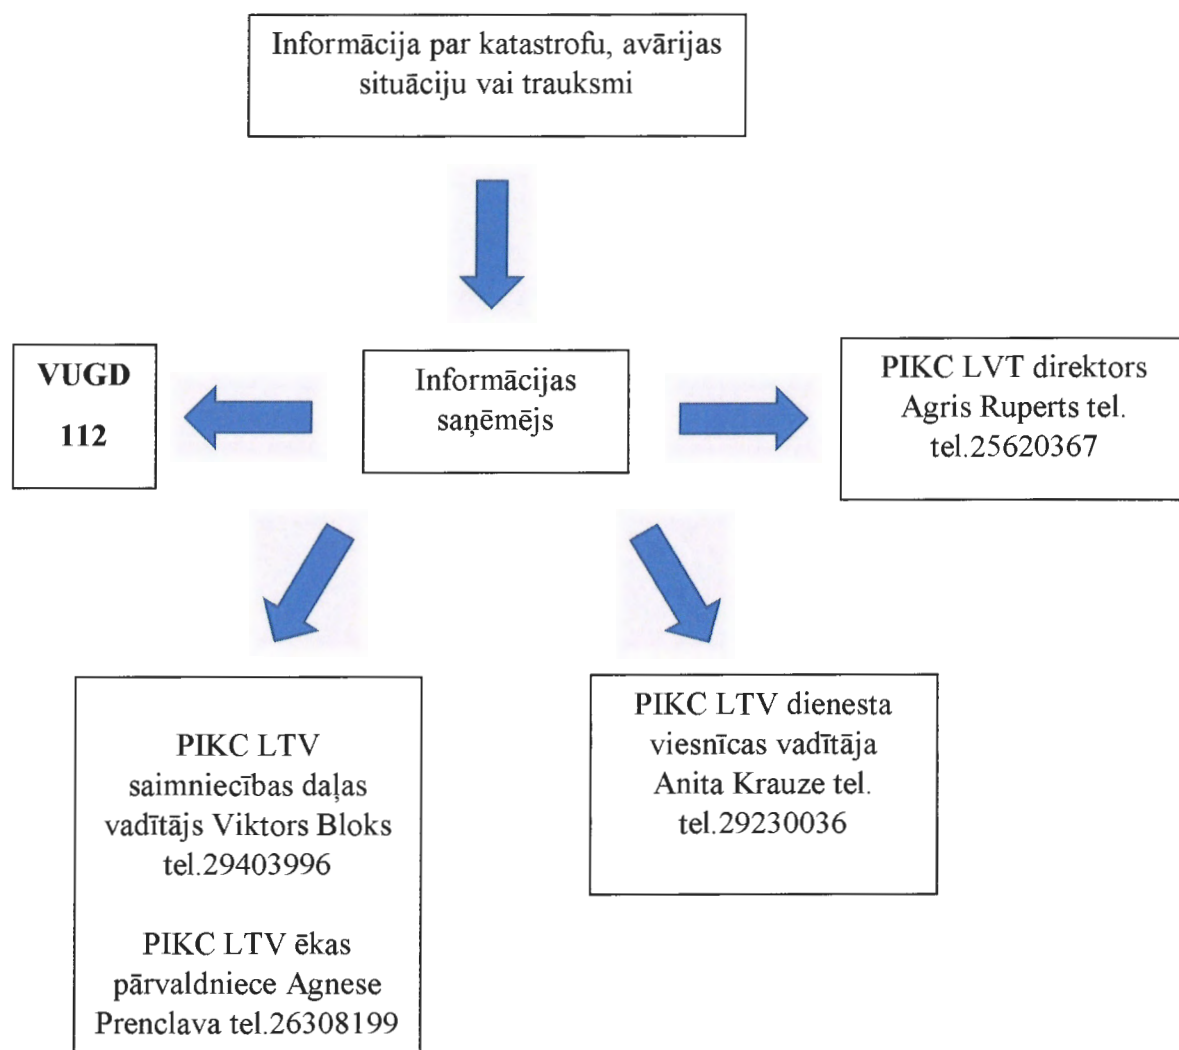 Informācija par katastrofu, avārijas
situāciju vai trauksmi
VUGD
112
Informācijas
saņēmējs
PIKC LVT direktors
Agris Ruperts tel.
tel.25620367
PIKC LTV
saimniecības daļas
vadītājs Viktors Bloks
tel.29403996
PIKC LTV ēkas
pārvaldniece Agnese
Prenclava tel.26308199
PIKC LTV dienesta
viesnīcas vadītāja
Anita Krauze tel.
tel.29230036